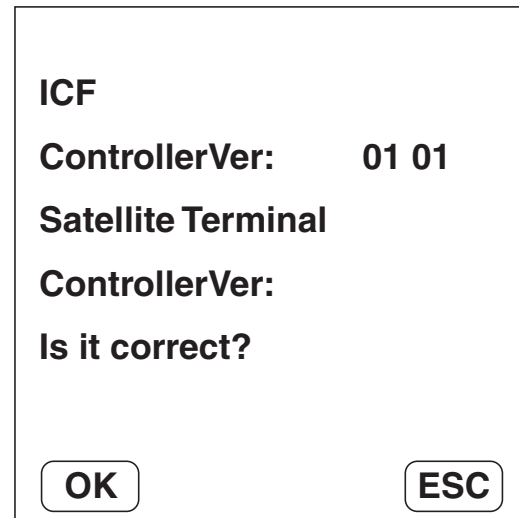 ICF
ControllerVer: 01 01
Satellite Terminal
ControllerVer:
Is it correct?
OK ESC